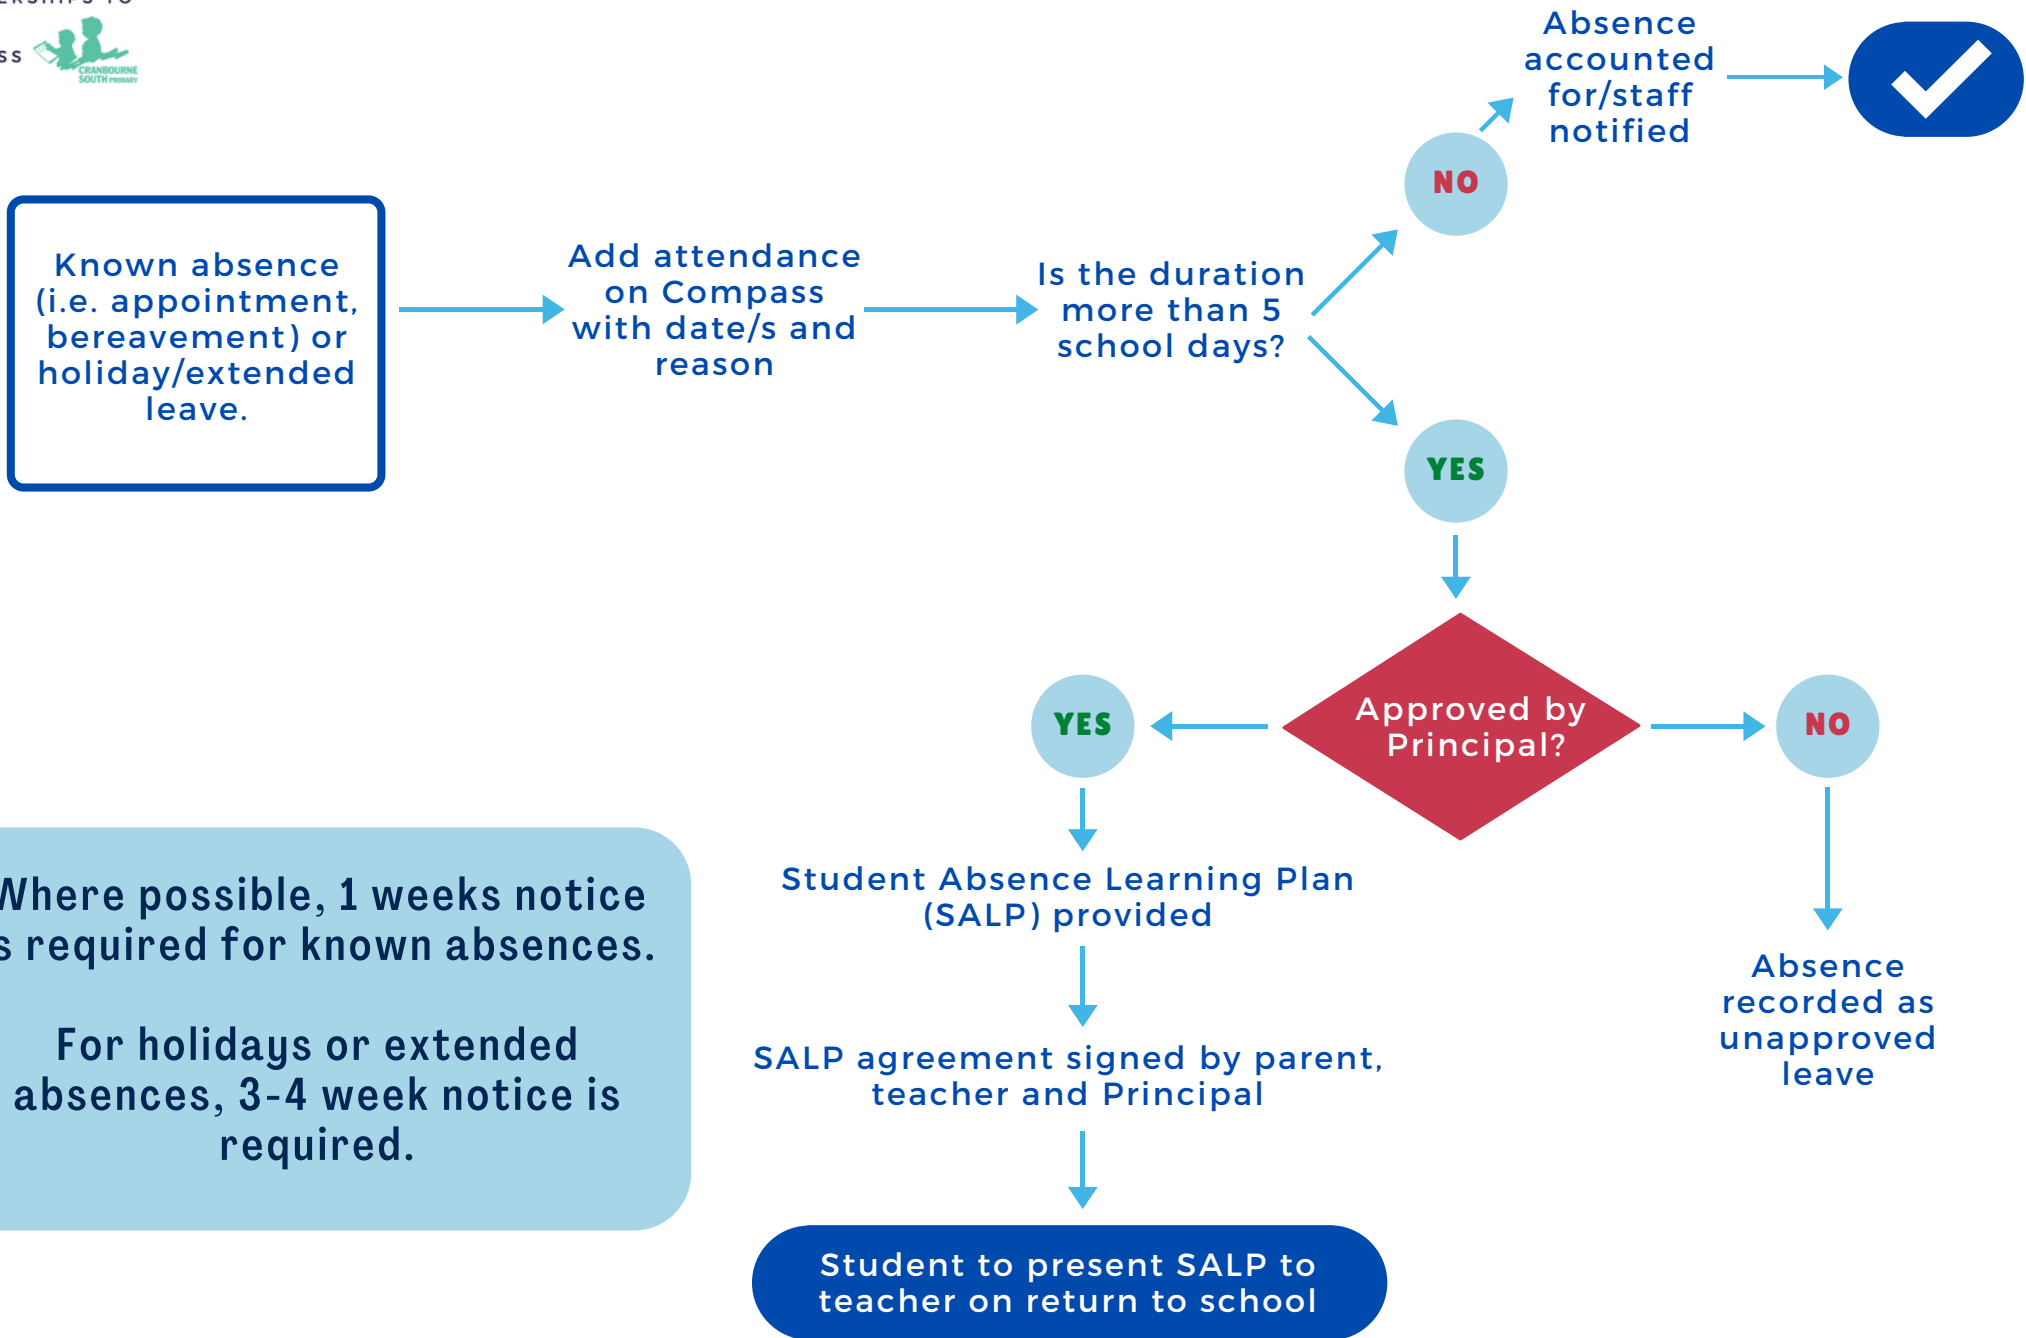 CRANBOURNE
SOUTH PRIMARY
Absence
accounted
for/staff
notified
NO
Known absence
(i.e. appointment,
bereavement) or
holiday/extended
leave.
Add attendance
on Compass
with date/s and
reason
Is the duration
more than 5
school days?
YES
Approved by
Principal?
YES
NO
Student Absence Learning Plan
(SALP) provided
SALP agreement signed by parent,
teacher and Principal
Student to present SALP to
teacher on return to school
Absence
recorded as
unapproved
leave
Where possible, 1 weeks notice
s required for known absences.
For holidays or extended
absences, 3-4 week notice is
required.